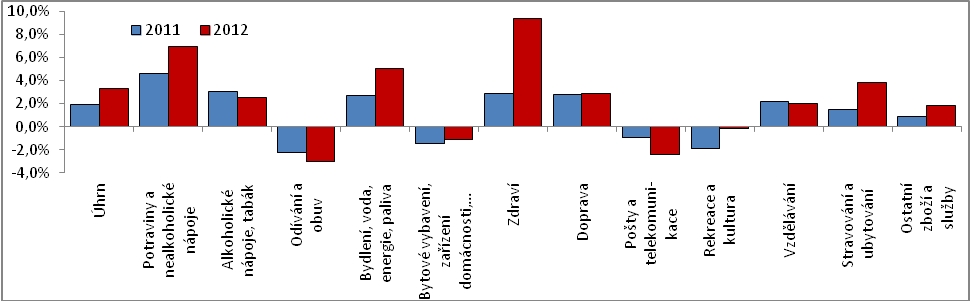 10,0%
8,0%
6,0%
4,0%
2,0%
0,0%
-2,0%
-4,0%
2011
2012
Úhrn
Potraviny a
nealkoholické
nápoje
Alkoholické
nápoje, tabák
Odívání a
obuv
Bydlení, voda,
energie, paliva
Bytové vybavení,
zařízení
domácnosti,...
Zdraví
Doprava
Pošty a
telekomuni-
kace
Rekreace a
kultura
Vzdělávání
Stravování a
ubytování
Ostatní
zboží a
služby